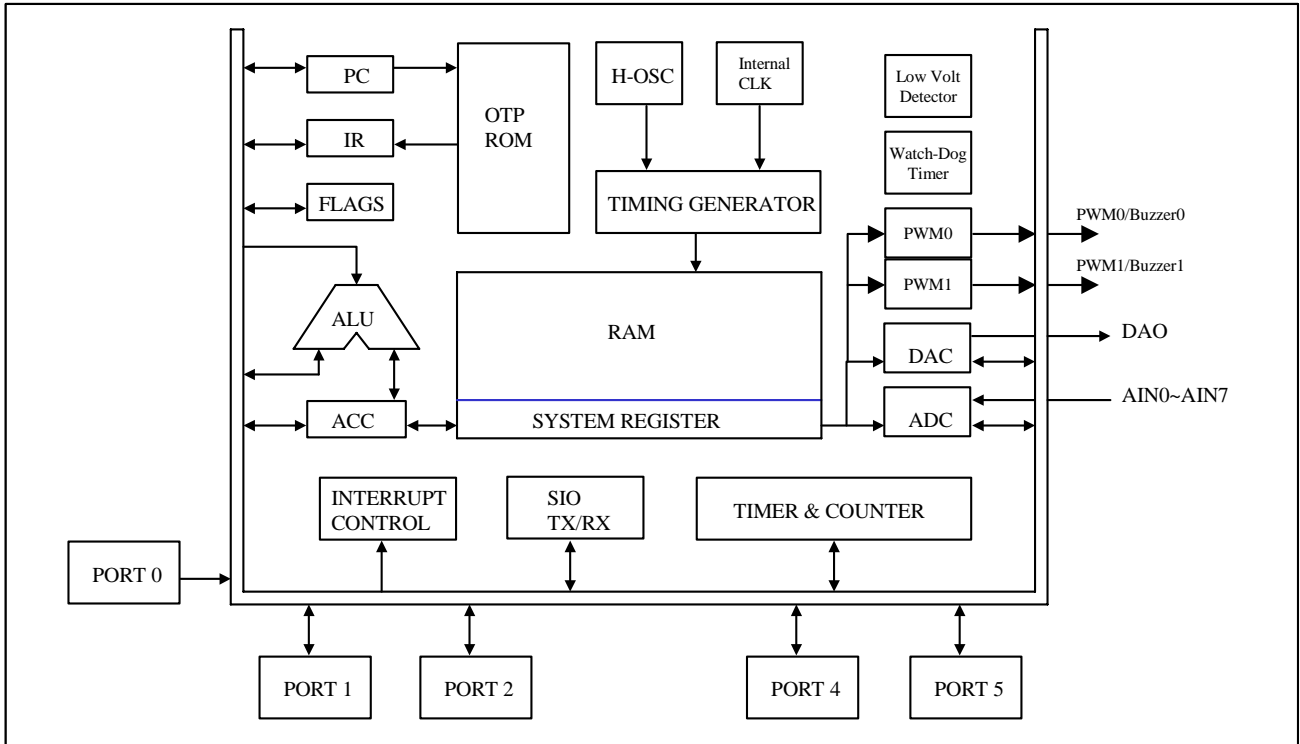 PC
IR
FLAGS
OTP
ROM
H-OSC
Internal
CLK
TIMING GENERATOR
Low Volt
Detector
Watch-Dog
Timer
PWM0
PWM0/Buzzer0
PWM1
PWM1/Buzzer1
ALU
RAM
DAC
DAO
ACC
SYSTEM REGISTER
ADC
AIN0~AIN7
INTERRUPT
CONTROL
SIO
TX/RX
TIMER & COUNTER
PORT 0
PORT 1
PORT 2
PORT 4
PORT 5